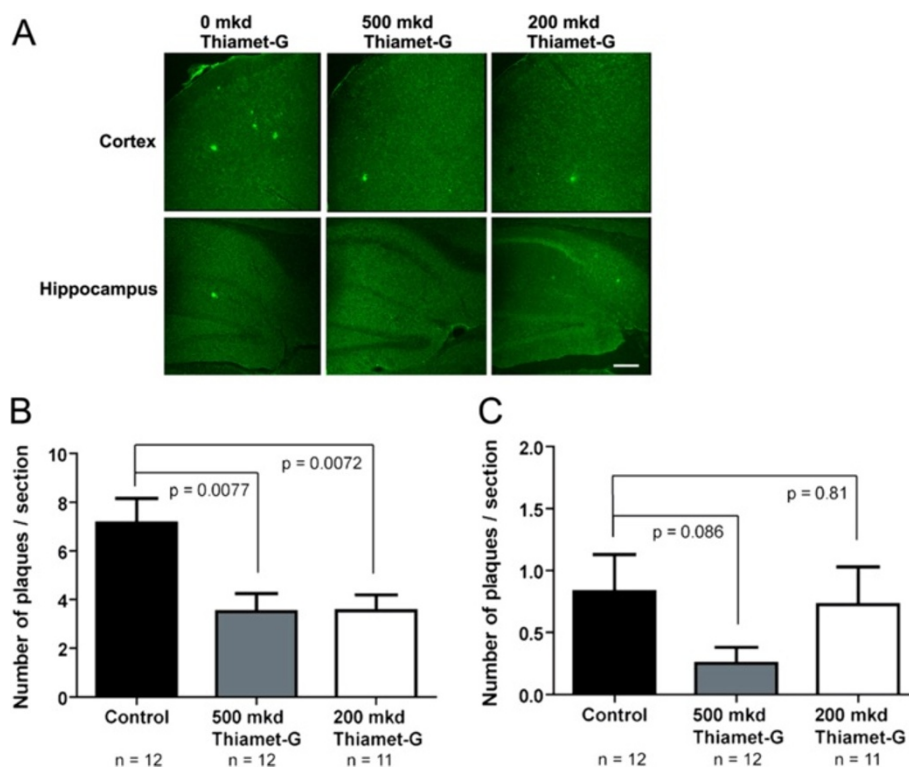 A
0 mkd
Thiamet-G
500 mkd
Thiamet-G
200 mkd
Thiamet-G
Cortex
Hippocampus
B
Number of plaques / section
10
8
6
4
2
0
p = 0.0072
p = 0.0077
Control
500 mkd
Thiamet-G
200 mkd
Thiamet-G
n = 12
n = 12
n = 11
C
Number of plaques / section
2.0
1.5
1.0
0.5
0.0
p = 0.81
p = 0.086
Control
500 mkd
Thiamet-G
200 mkd
Thiamet-G
n = 12
n = 12
n = 11